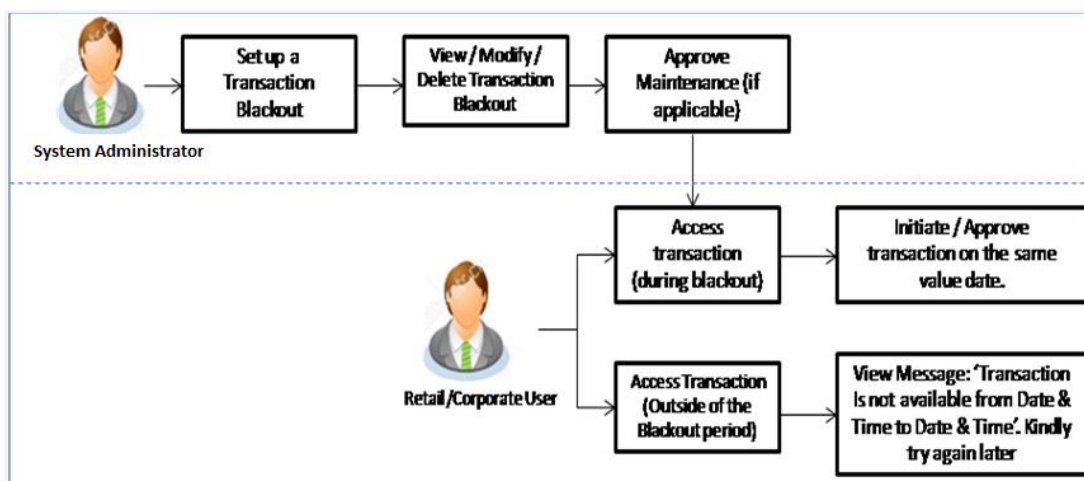 Set up a
Transaction
Blackout
View / Modify /
Delete Transaction
Blackout
Approve
Maintenance (if
applicable)
System Administrator
Access
transaction
(during blackout)
Initiate / Approve
transaction on the same
value date.
Retail /Corporate User
Access Transaction
(Outside of the
Blackout period)
View Message: ‘Transaction
Is not available from Date &
Time to Date & Time’. Kindly
try again later